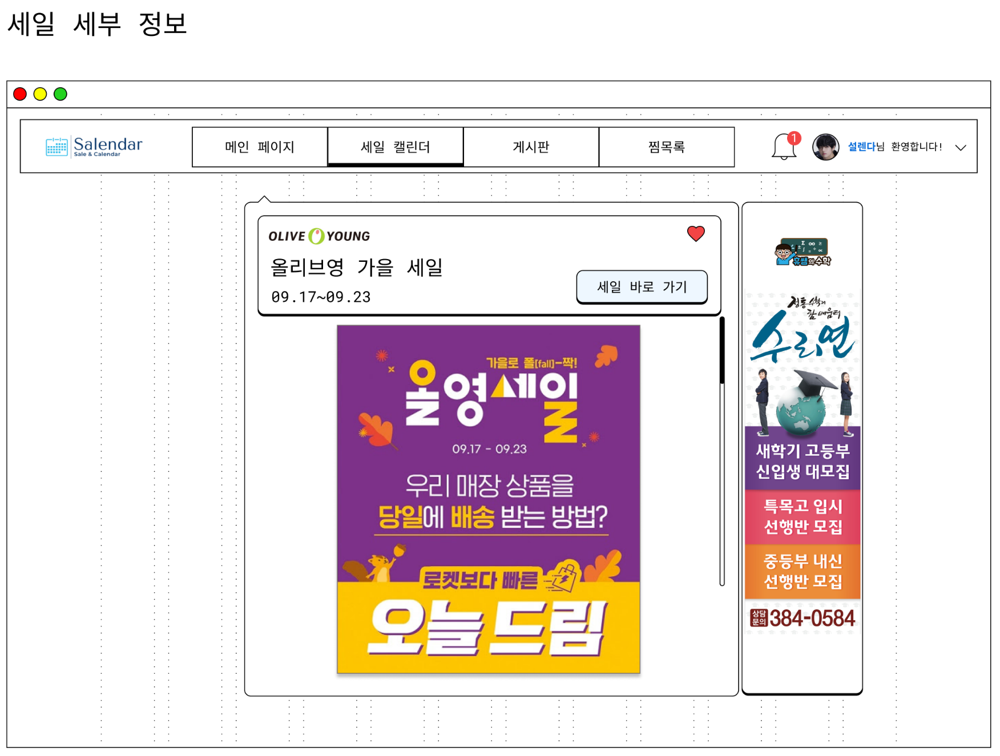 세일 세부 정보
Salendar
Sale & Calendar
메인 페이지
세일 캘린더
게시판
찜목록
1
설렌다님 환영합니다!
OLIVE YOUNG
올리브영 가을 세일
09.17~09.23
세일 바로 가기
가을로 폴[fall]-짝!
올영세일
09.17 - 09.23
우리 매장 상품을
당일에 배송 받는 방법?
로켓보다 빠른
오늘드림
휴쌤의수학
정통 수학의
참 배움터
수리연
새학기 고등부
신입생 대모집
특목고 입시
선행반 모집
중등부 내신
선행반 모집
상담
문의 384-0584